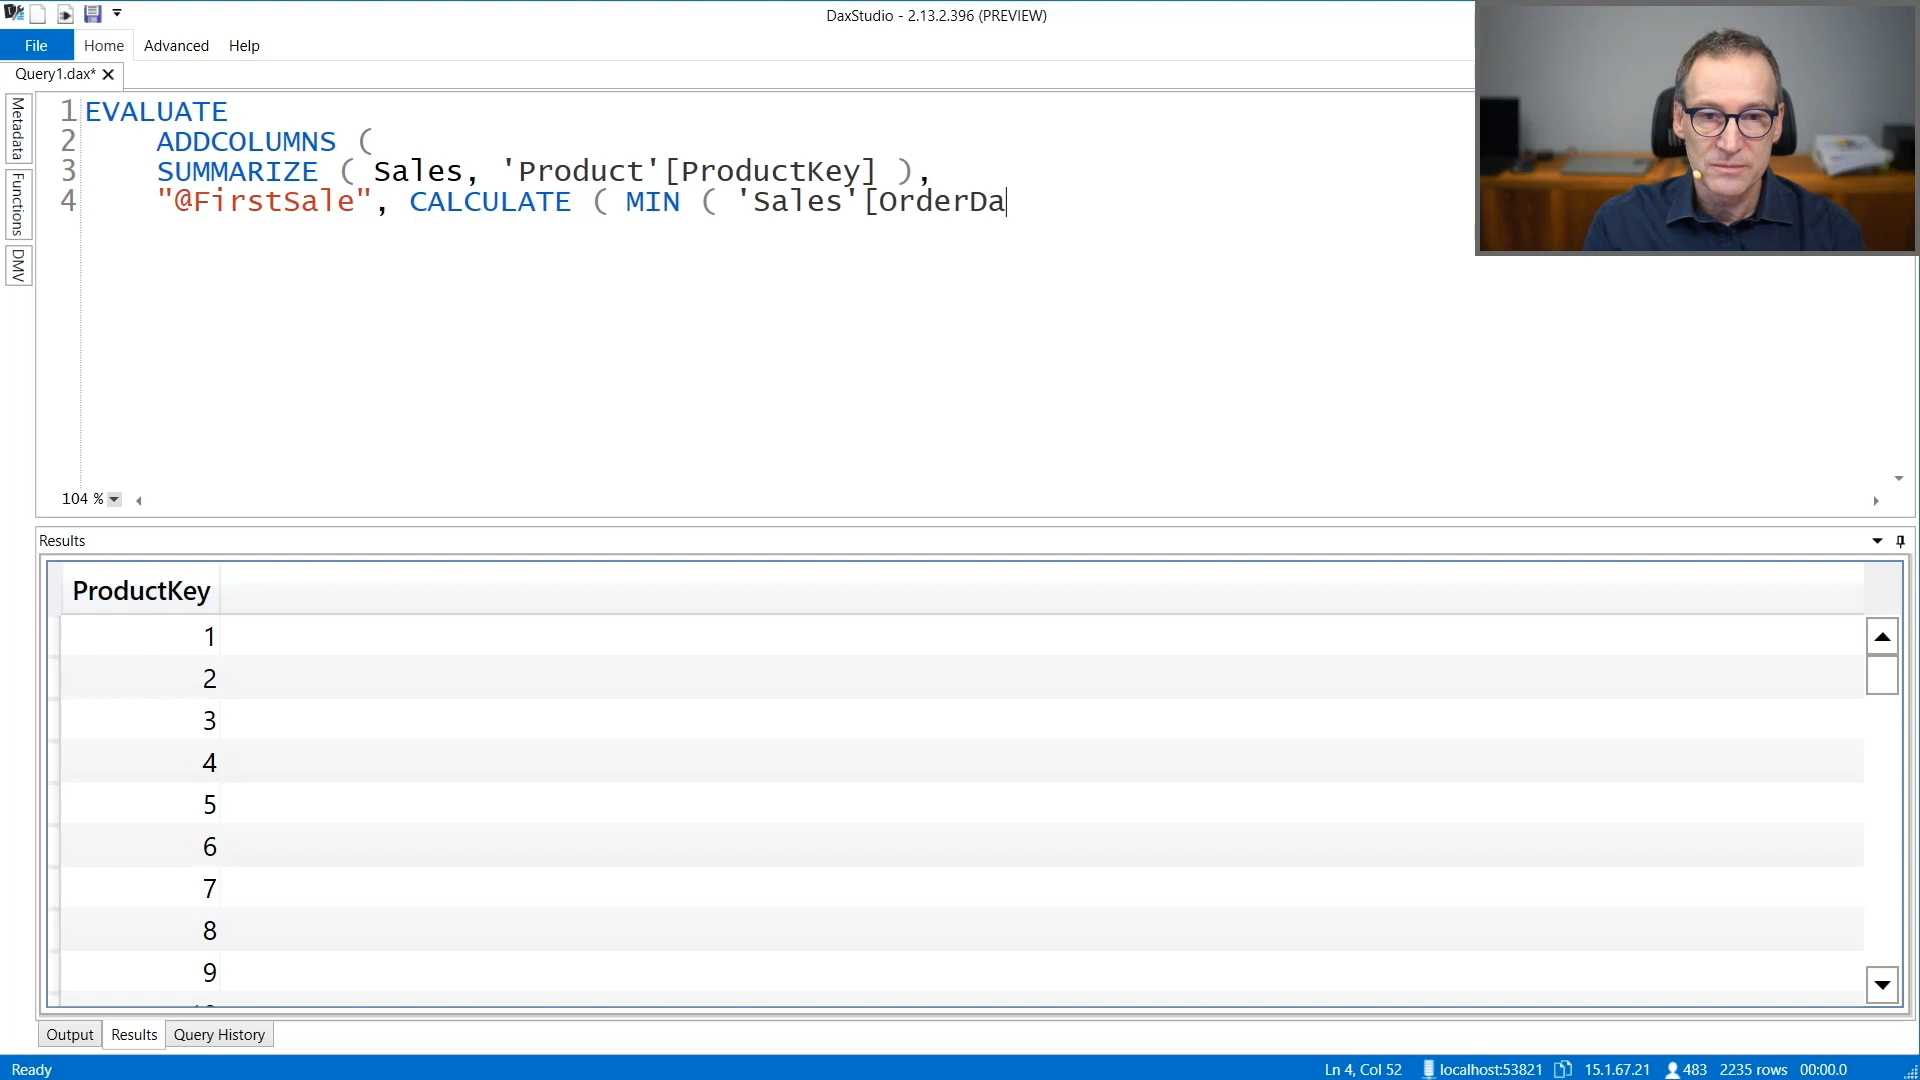 DaxStudio - 2.13.2.396 (PREVIEW)
File Home Advanced Help
Query1.dax*
Metadata
Functions
DMV
1 EVALUATE
2 ADDCOLUMNS (
3 SUMMARIZE ( Sales, 'Product'[ProductKey] ),
4 "@FirstSale", CALCULATE ( MIN ( 'Sales'[OrderDa
104 %
Results
ProductKey
1
2
3
4
5
6
7
8
9
Output Results Query History
Ready Ln 4, Col 52 localhost:53821 15.1.67.21 483 2235 rows 00:00.0